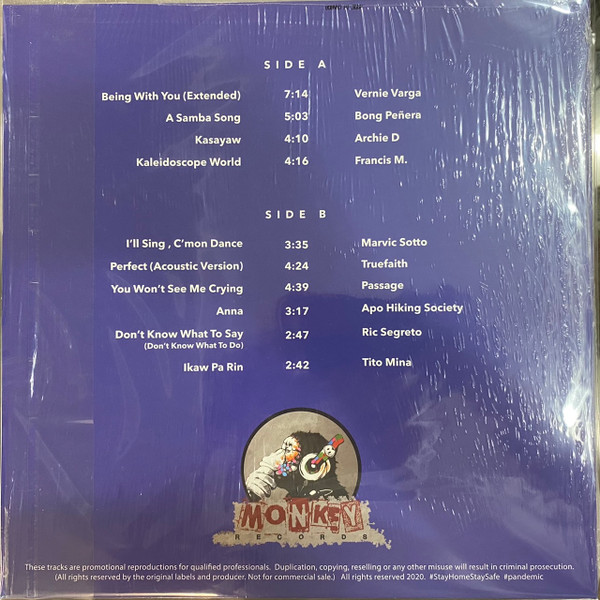 SIDE A
Being With You (Extended) 7:14 Vernie Varga
A Samba Song 5:03 Bong Peñera
Kasayaw 4:10 Archie D
Kaleidoscope World 4:16 Francis M.
SIDE B
I'll Sing , C'mon Dance 3:35 Marvic Sotto
Perfect (Acoustic Version) 4:24 Truefaith
You Won't See Me Crying 4:39 Passage
Anna 3:17 Apo Hiking Society
Don't Know What To Say 2:47 Ric Segreto
(Don't Know What To Do)
Ikaw Pa Rin 2:42 Tito Mina
MONKEY
RECORDS
These tracks are promotional reproductions for qualified professionals. Duplication, copying, reselling or any other misuse will result in criminal prosecution.
(All rights reserved by the original labels and producer. Not for commercial sale.) All rights reserved 2020. #StayHomeStaySafe #pandemic